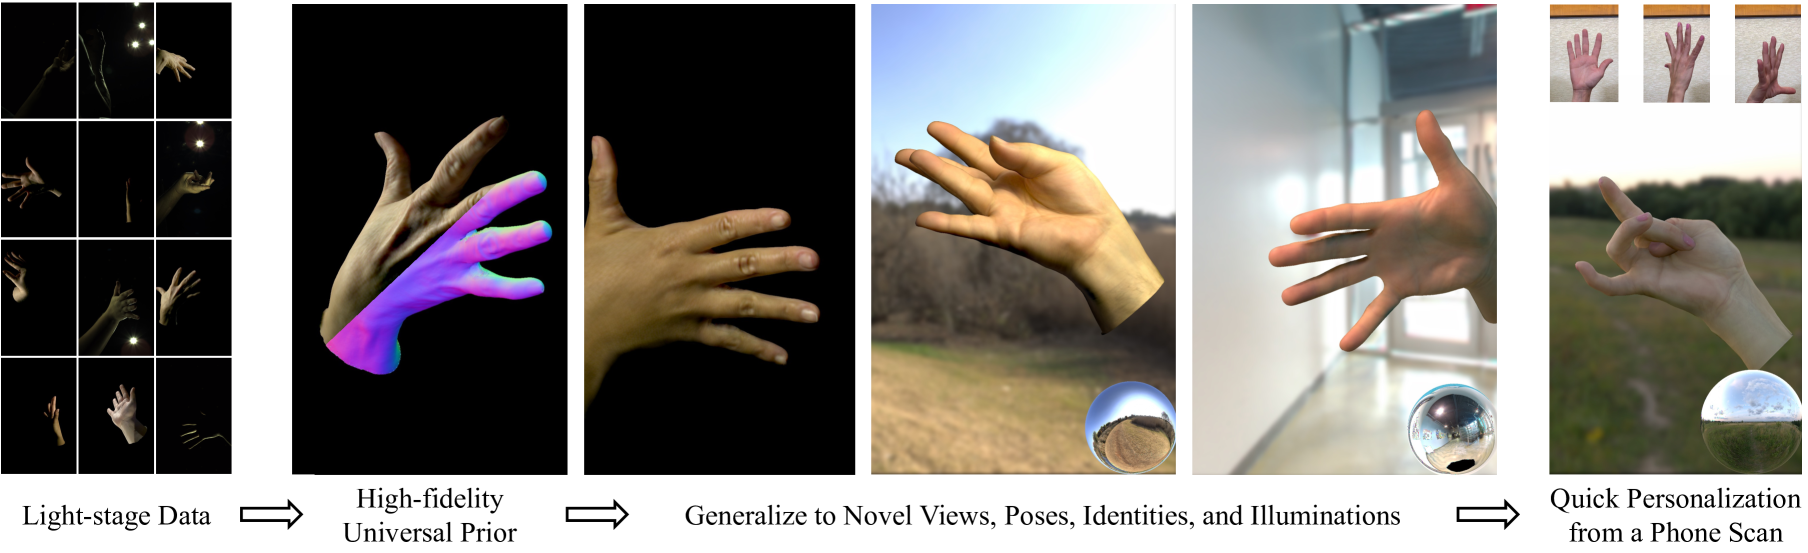 Light-stage Data
High-fidelity
Universal Prior
Generalize to Novel Views, Poses, Identities, and Illuminations
Quick Personalization
from a Phone Scan